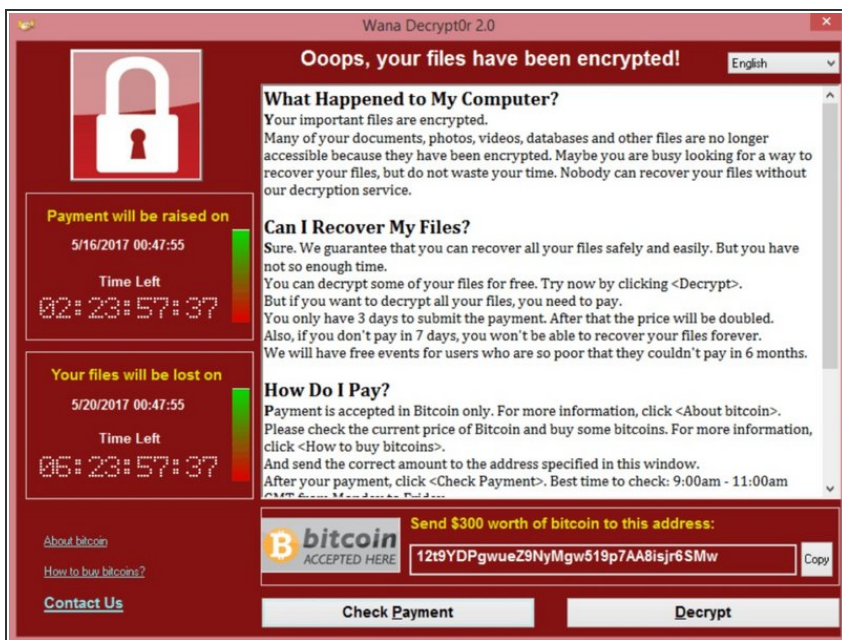 Wana Decrypt0r 2.0
Ooops, your files have been encrypted!
English
Payment will be raised on
5/16/2017 00:47:55
Time Left
02:23:57:37
Your files will be lost on
5/20/2017 00:47:55
Time Left
06:23:57:37
About bitcoin
How to buy bitcoins?
Contact Us
What Happened to My Computer?
Your important files are encrypted.
Many of your documents, photos, videos, databases and other files are no longer
accessible because they have been encrypted. Maybe you are busy looking for a way to
recover your files, but do not waste your time. Nobody can recover your files without
our decryption service.
Can I Recover My Files?
Sure. We guarantee that you can recover all your files safely and easily. But you have
not so enough time.
You can decrypt some of your files for free. Try now by clicking <Decrypt>.
But if you want to decrypt all your files, you need to pay.
You only have 3 days to submit the payment. After that the price will be doubled.
Also, if you don't pay in 7 days, you won't be able to recover your files forever.
We will have free events for users who are so poor that they couldn't pay in 6 months.
How Do I Pay?
Payment is accepted in Bitcoin only. For more information, click <About bitcoin>.
Please check the current price of Bitcoin and buy some bitcoins. For more information,
click <How to buy bitcoins>.
And send the correct amount to the address specified in this window.
After your payment, click <Check Payment>. Best time to check: 9:00am - 11:00am
GMT from Monday to Friday
bitcoin
ACCEPTED HERE
Send $300 worth of bitcoin to this address:
12t9YDPgwueZ9NyMgw519p7AA8isjr6SMw
Copy
Check Payment
Decrypt